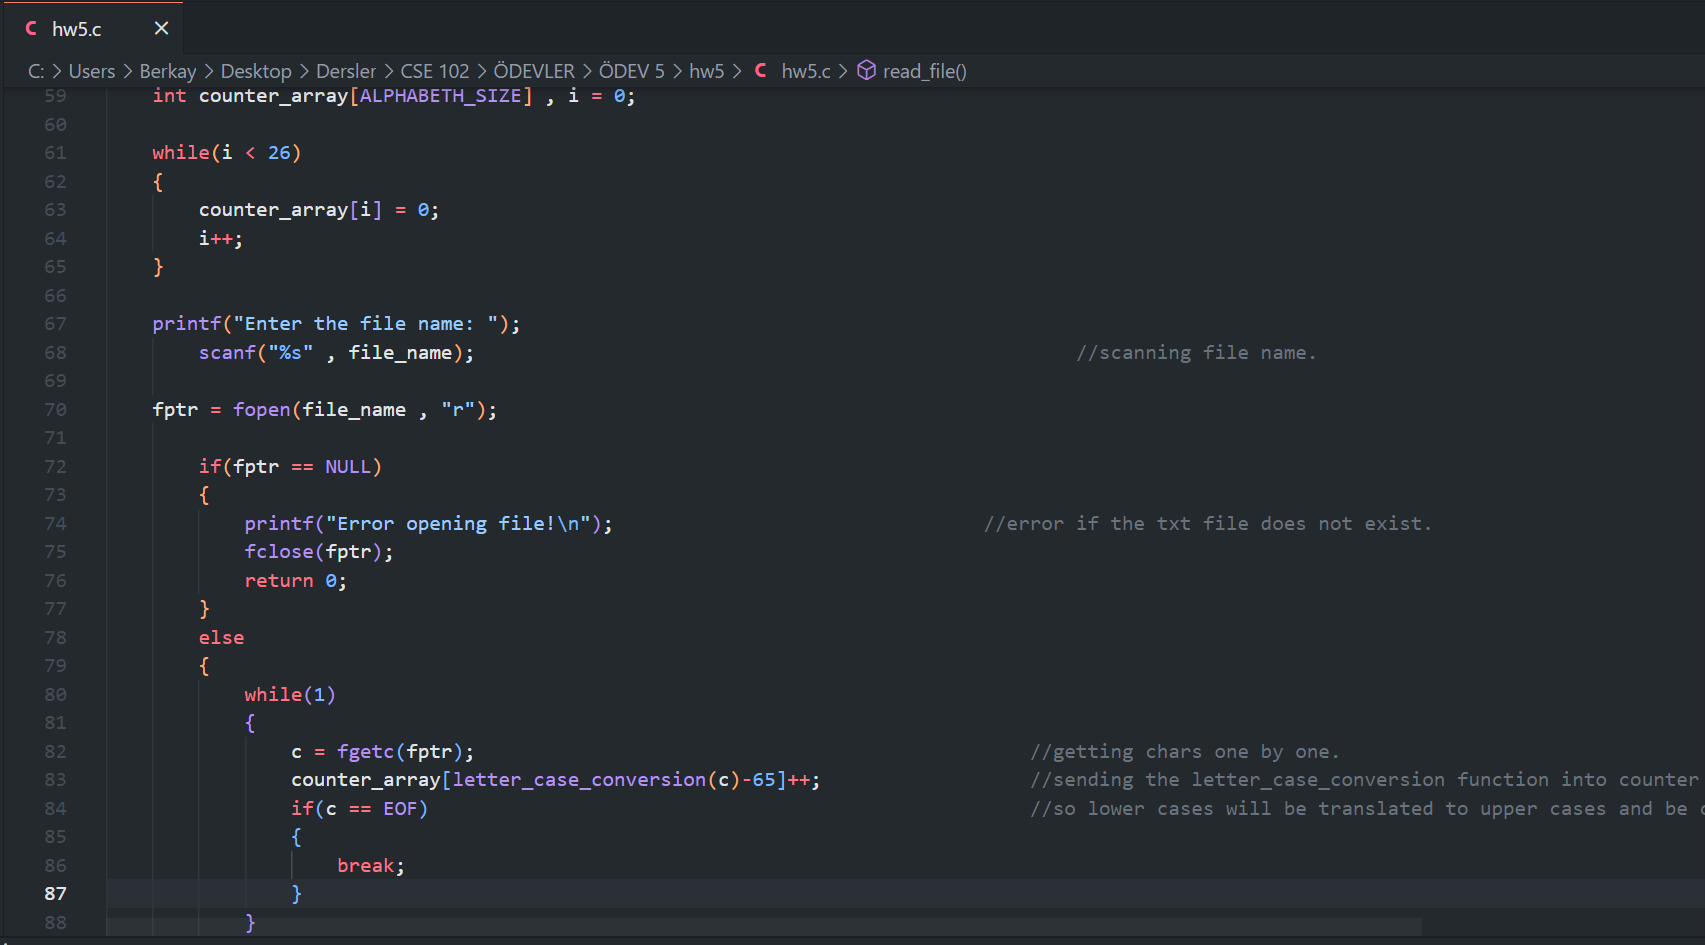 C hw5.c ×
C: > Users > Berkay > Desktop > Dersler > CSE 102 > ÖDEVLER > ÖDEV 5 > hw5 > C hw5.c > read_file()
59 int counter_array[ALPHABETH_SIZE] , i = 0;
60
61 while(i < 26)
62 {
63 counter_array[i] = 0;
64 i++;
65 }
66
67 printf("Enter the file name: ");
68 scanf("%s" , file_name); //scanning file name.
69
70 fptr = fopen(file_name , "r");
71
72 if(fptr == NULL)
73 {
74 printf("Error opening file!\n"); //error if the txt file does not exist.
75 fclose(fptr);
76 return 0;
77 }
78 else
79 {
80 while(1)
81 {
82 c = fgetc(fptr); //getting chars one by one.
83 counter_array[letter_case_conversion(c)-65]++; //sending the letter_case_conversion function into counter
84 if(c == EOF) //so lower cases will be translated to upper cases and be
85 {
86 break;
87 }
88 }